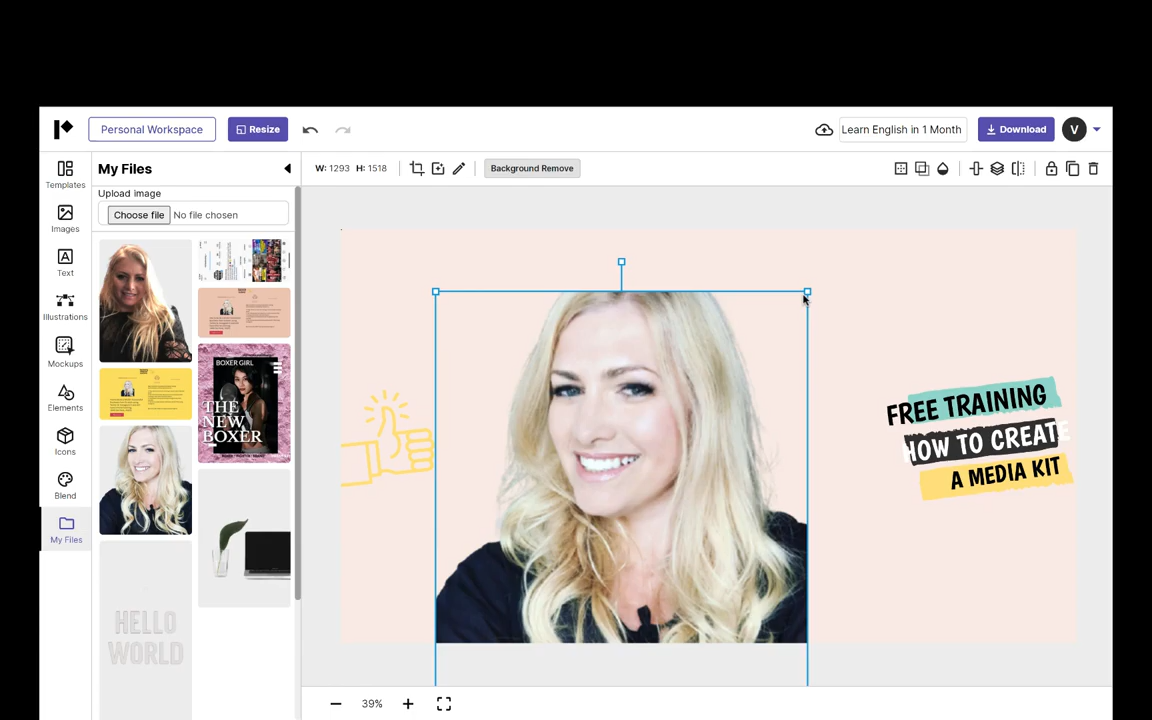 Personal Workspace
Resize
Learn English in 1 Month
Download
V
Templates
Images
Text
Illustrations
Mockups
Elements
Icons
Blend
My Files
My Files
Upload image
Choose file No file chosen
BOXER GIRL
THE
NEW
BOXER
HELLO
WORLD
W: 1293 H: 1518
Background Remove
FREE TRAINING
HOW TO CREATE
A MEDIA KIT
39%